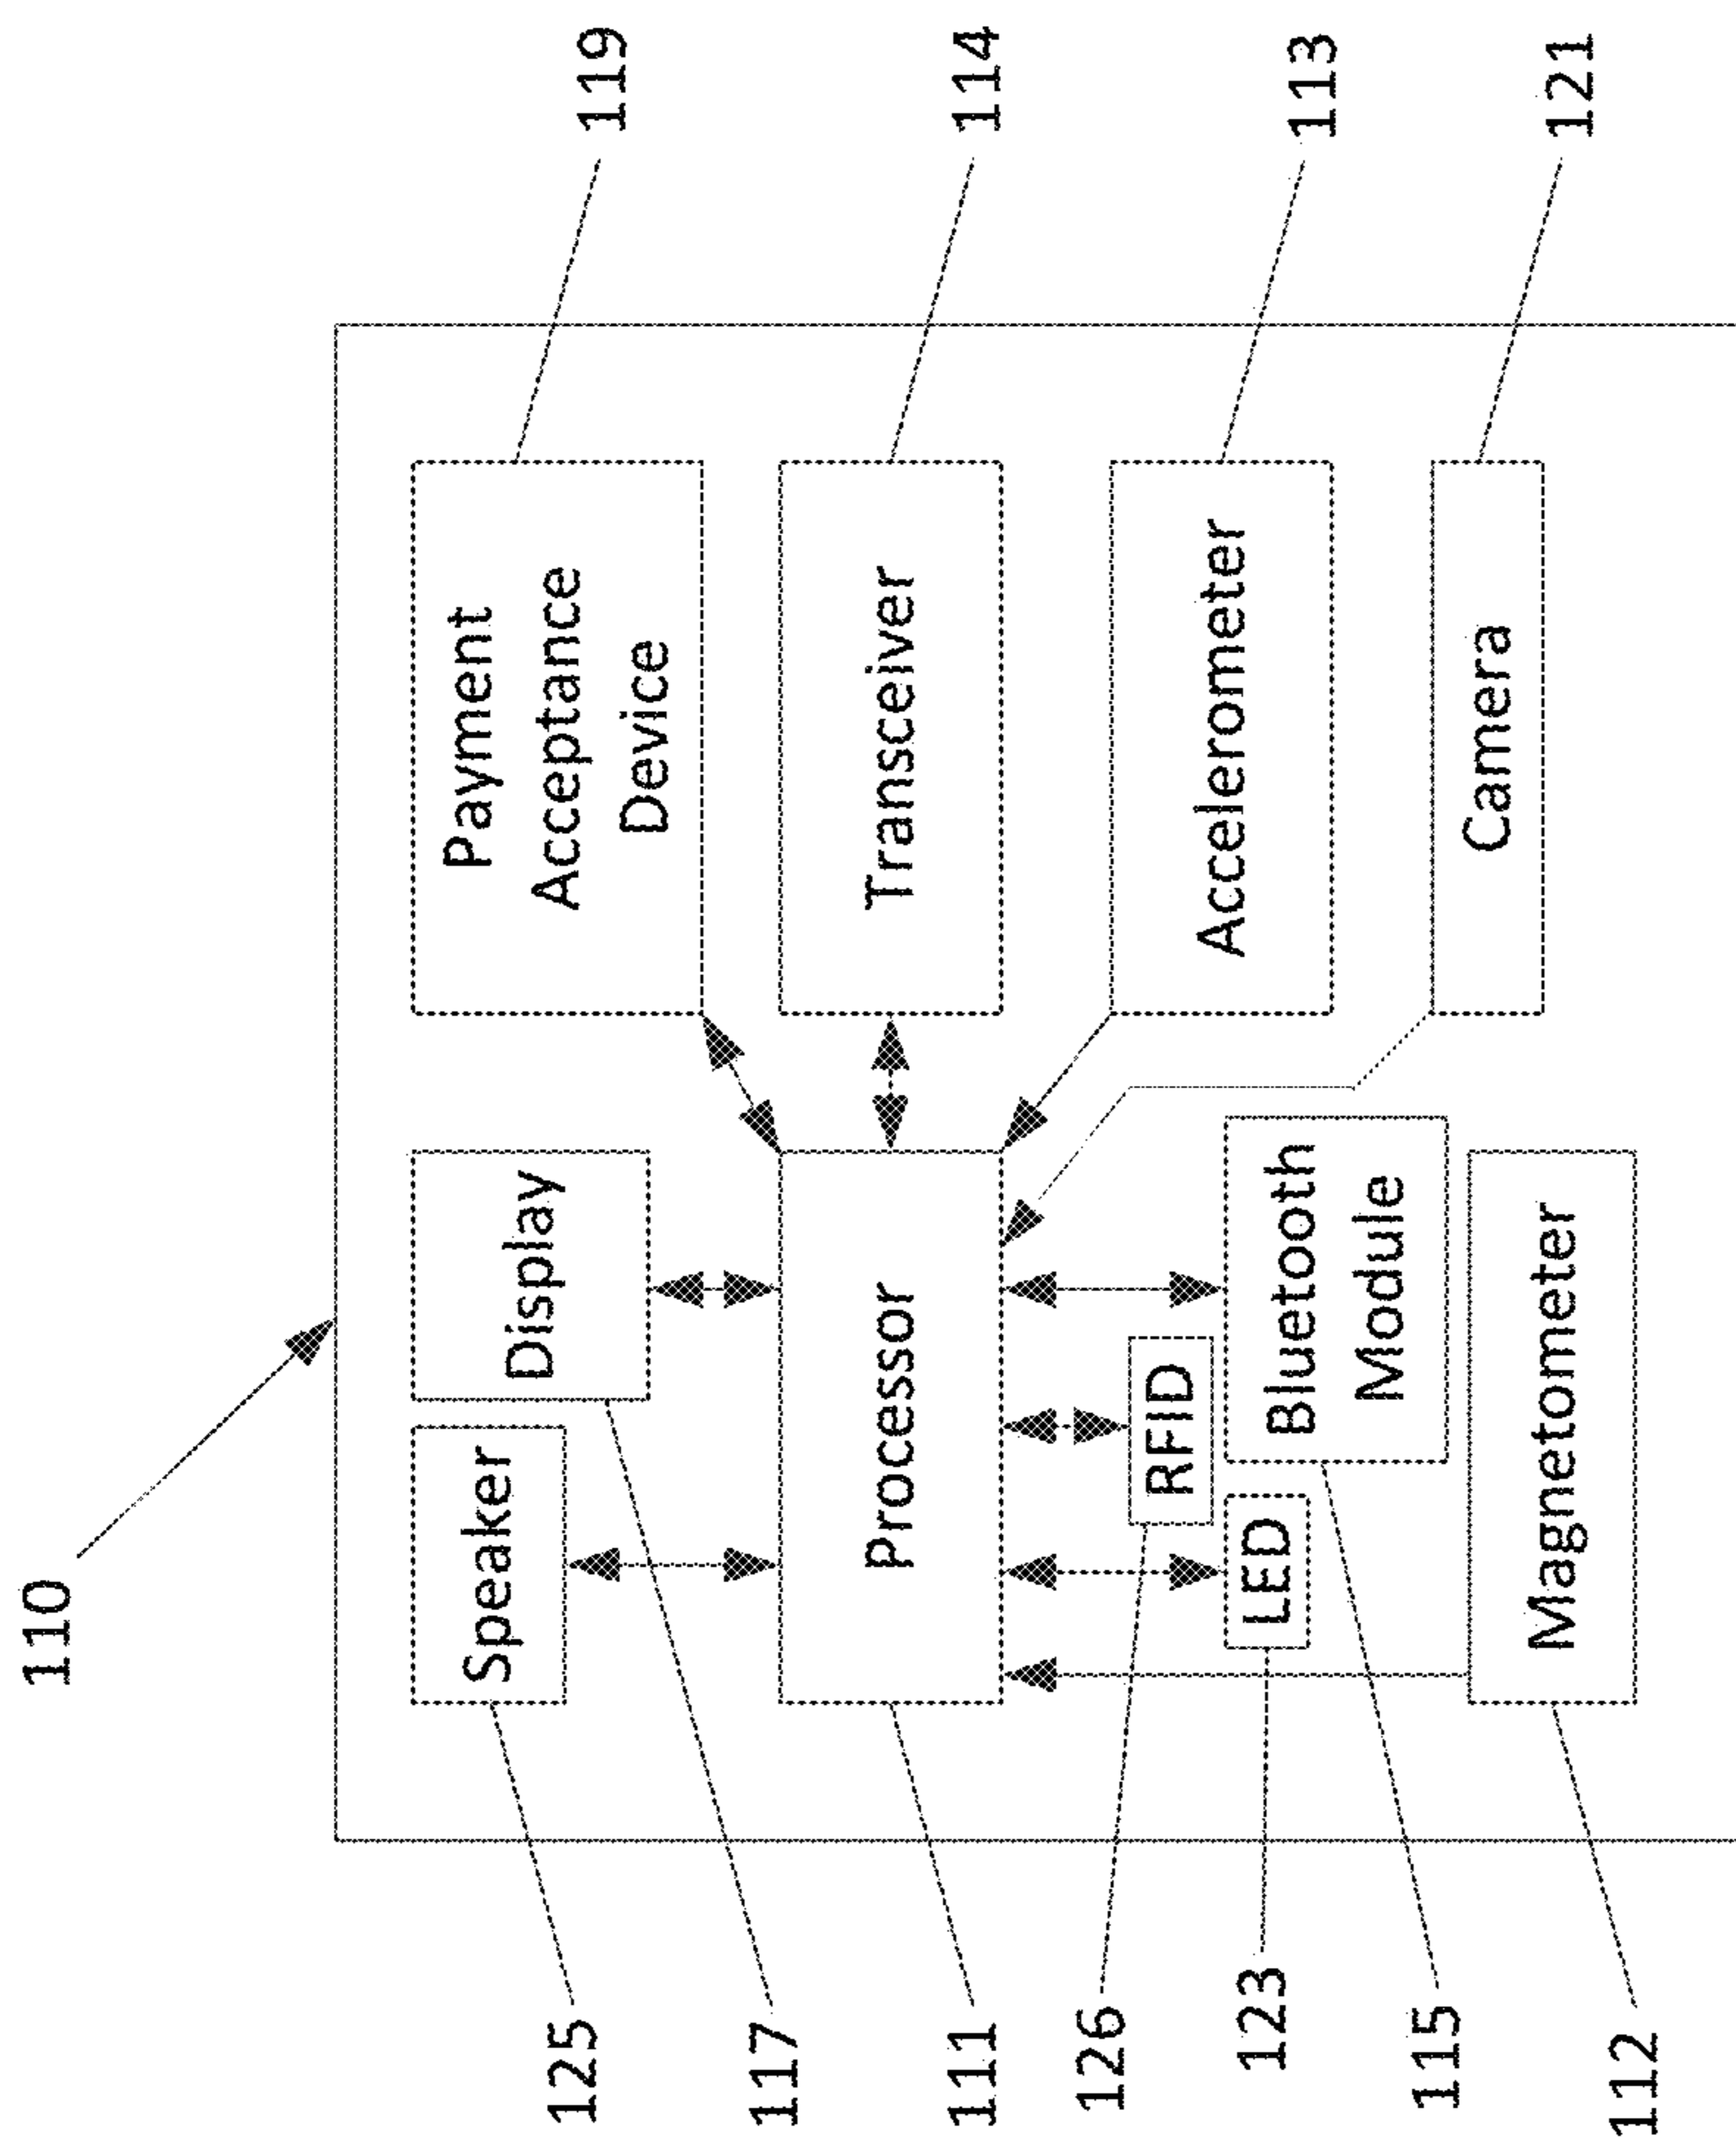 110
Speaker
Display
Payment
Acceptance
Device
119
125
117
Processor
Transceiver
114
111
RFID
126
LED
123
Bluetooth
Module
115
Accelerometer
113
Magnetometer
112
Camera
121